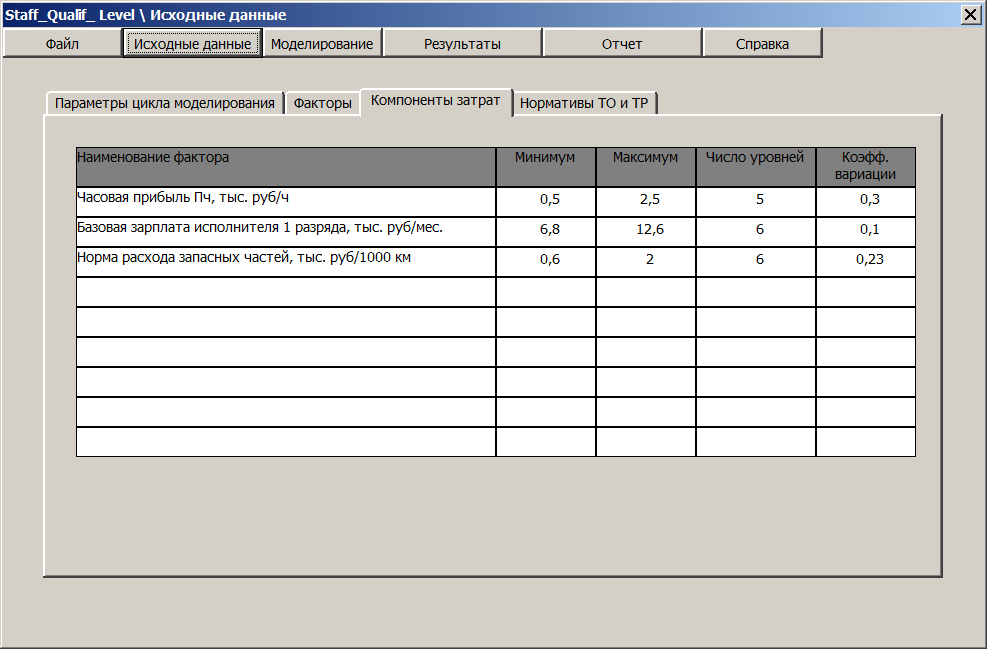 Staff_Qualif_ Level \ Исходные данные
Файл Исходные данные Моделирование Результаты Отчет Справка
Параметры цикла моделирования Факторы Компоненты затрат Нормативы ТО и ТР
Наименование фактора Минимум Максимум Число уровней Коэфф.
вариации
Часовая прибыль Пч, тыс. руб/ч 0,5 2,5 5 0,3
Базовая зарплата исполнителя 1 разряда, тыс. руб/мес. 6,8 12,6 6 0,1
Норма расхода запасных частей, тыс. руб/1000 км 0,6 2 6 0,23